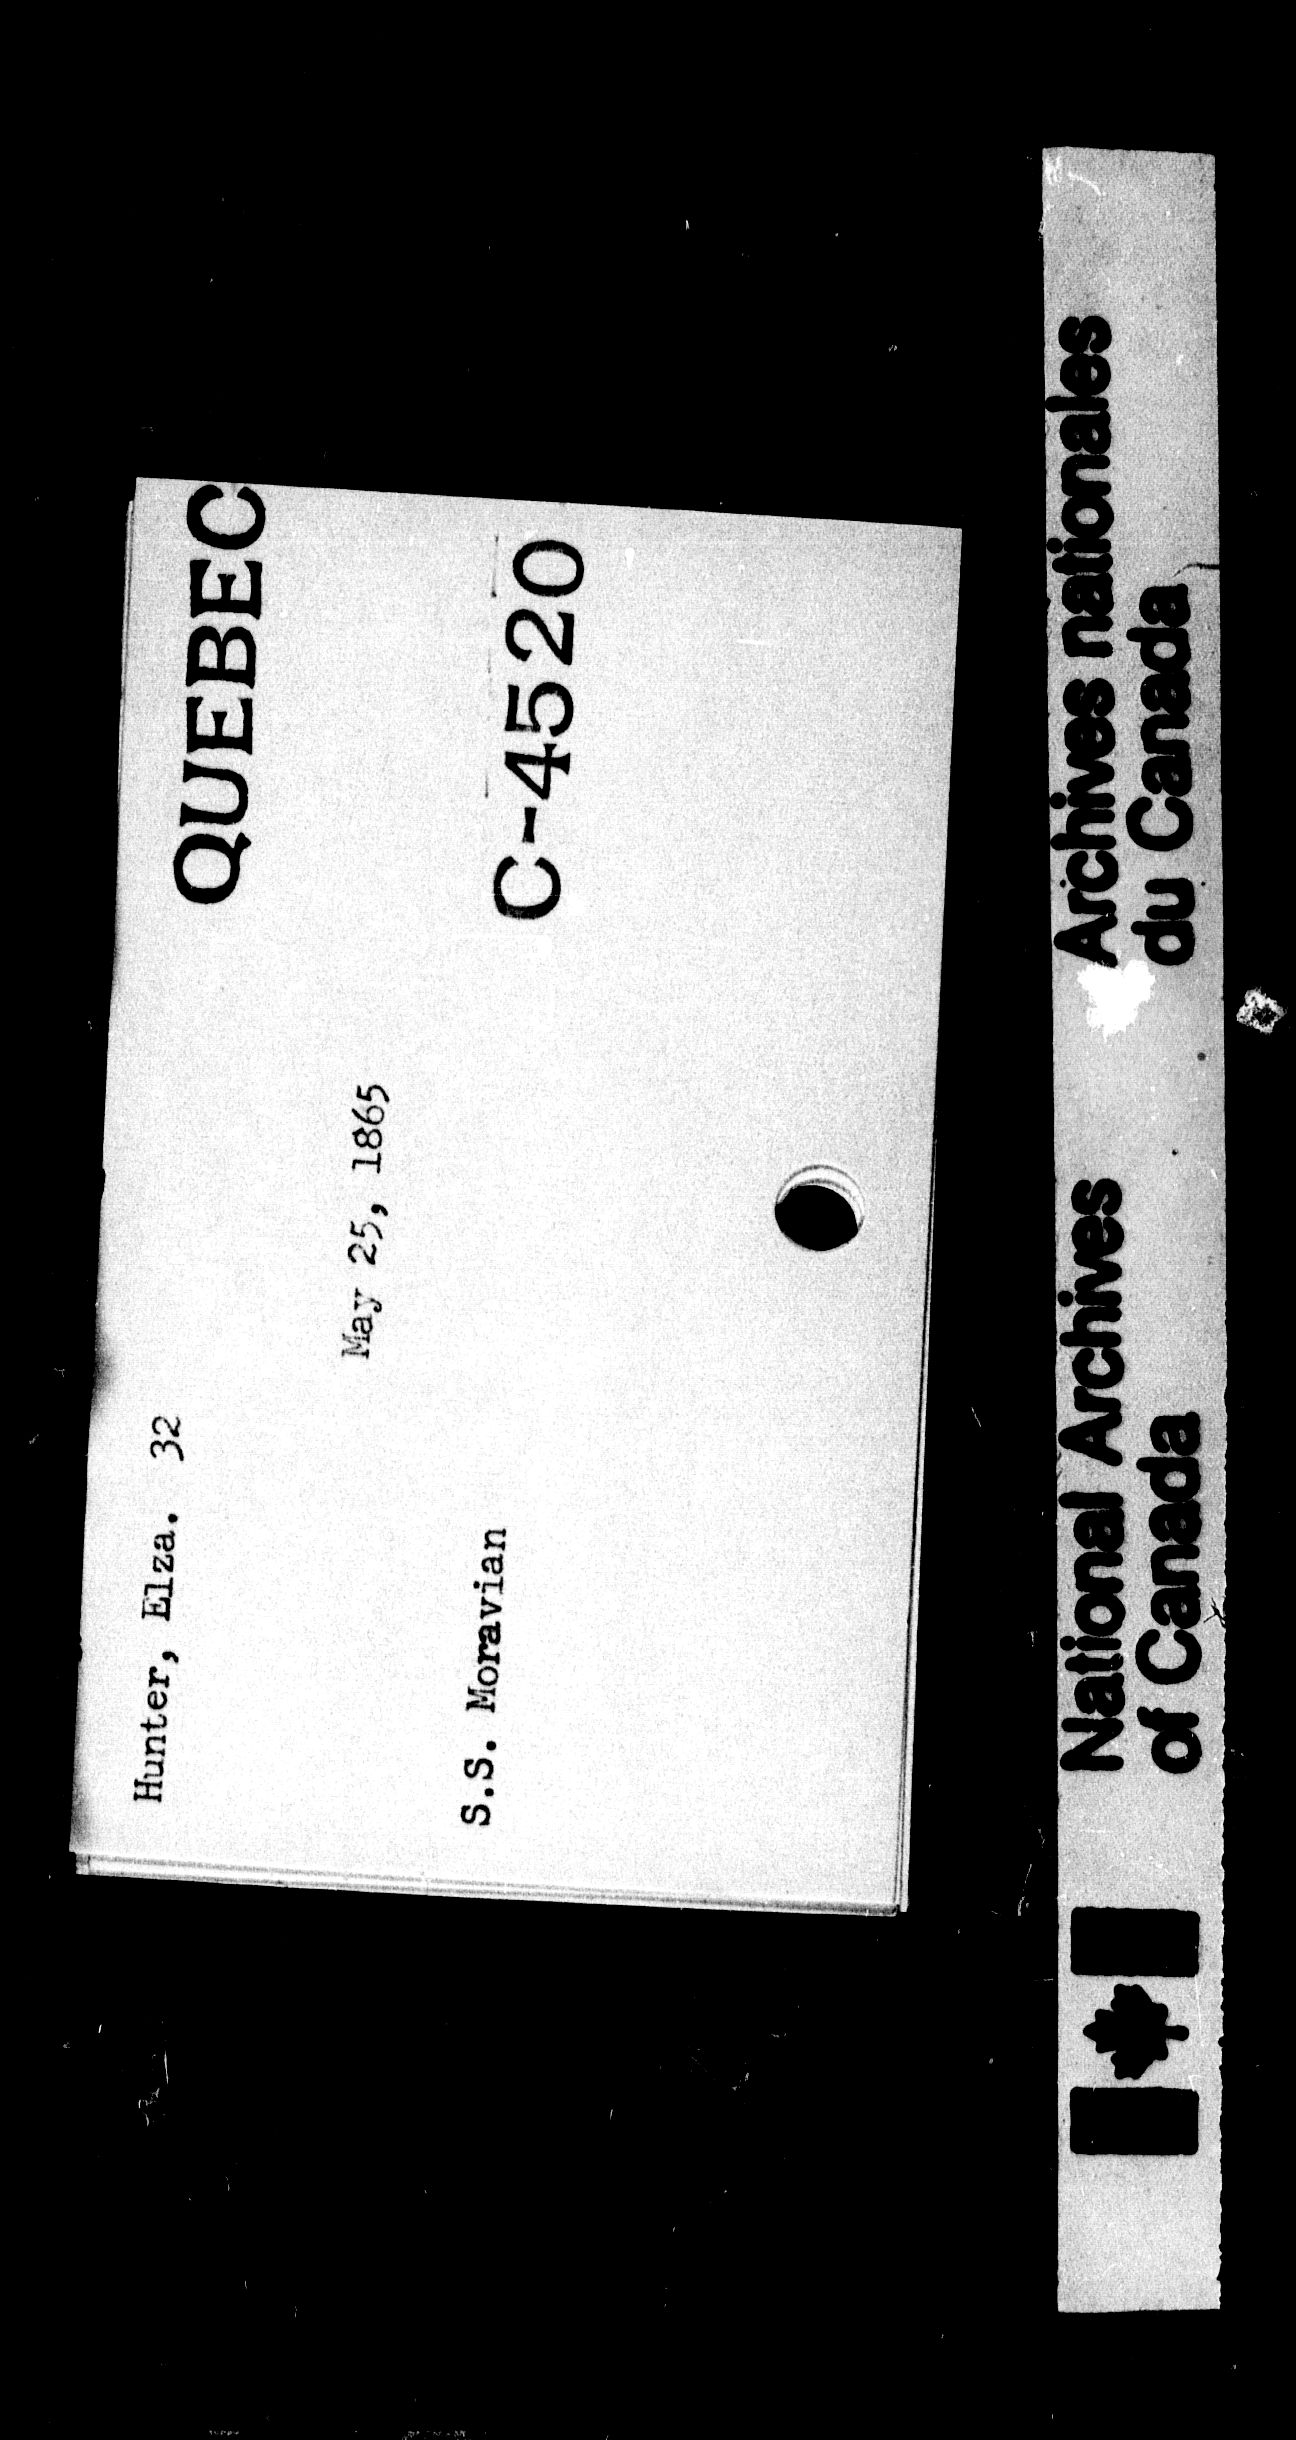 Hunter, Elza. 32
QUEBEC
May 25, 1865
S.S. Moravian
C-4520
National Archives
of Canada
Archives nationales
du Canada